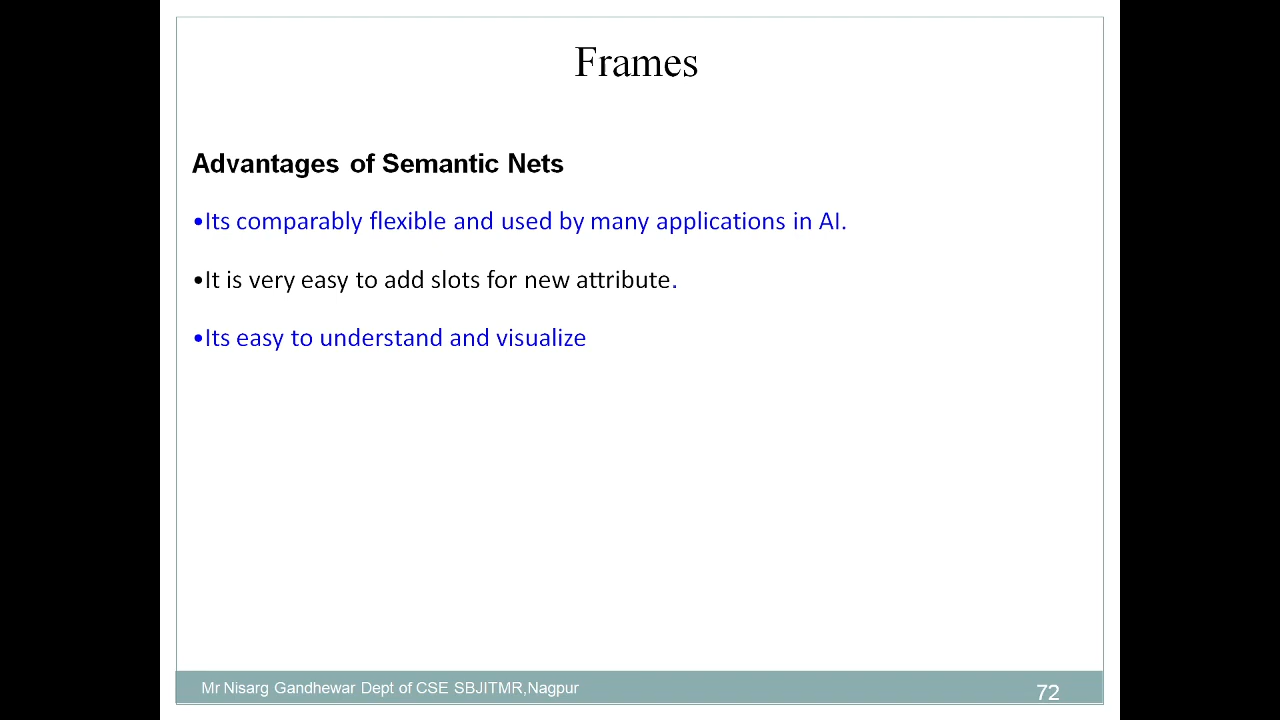 Frames
Advantages of Semantic Nets
•Its comparably flexible and used by many applications in AI.
•It is very easy to add slots for new attribute.
•Its easy to understand and visualize
Mr Nisarg Gandhewar Dept of CSE SBJITMR,Nagpur
72